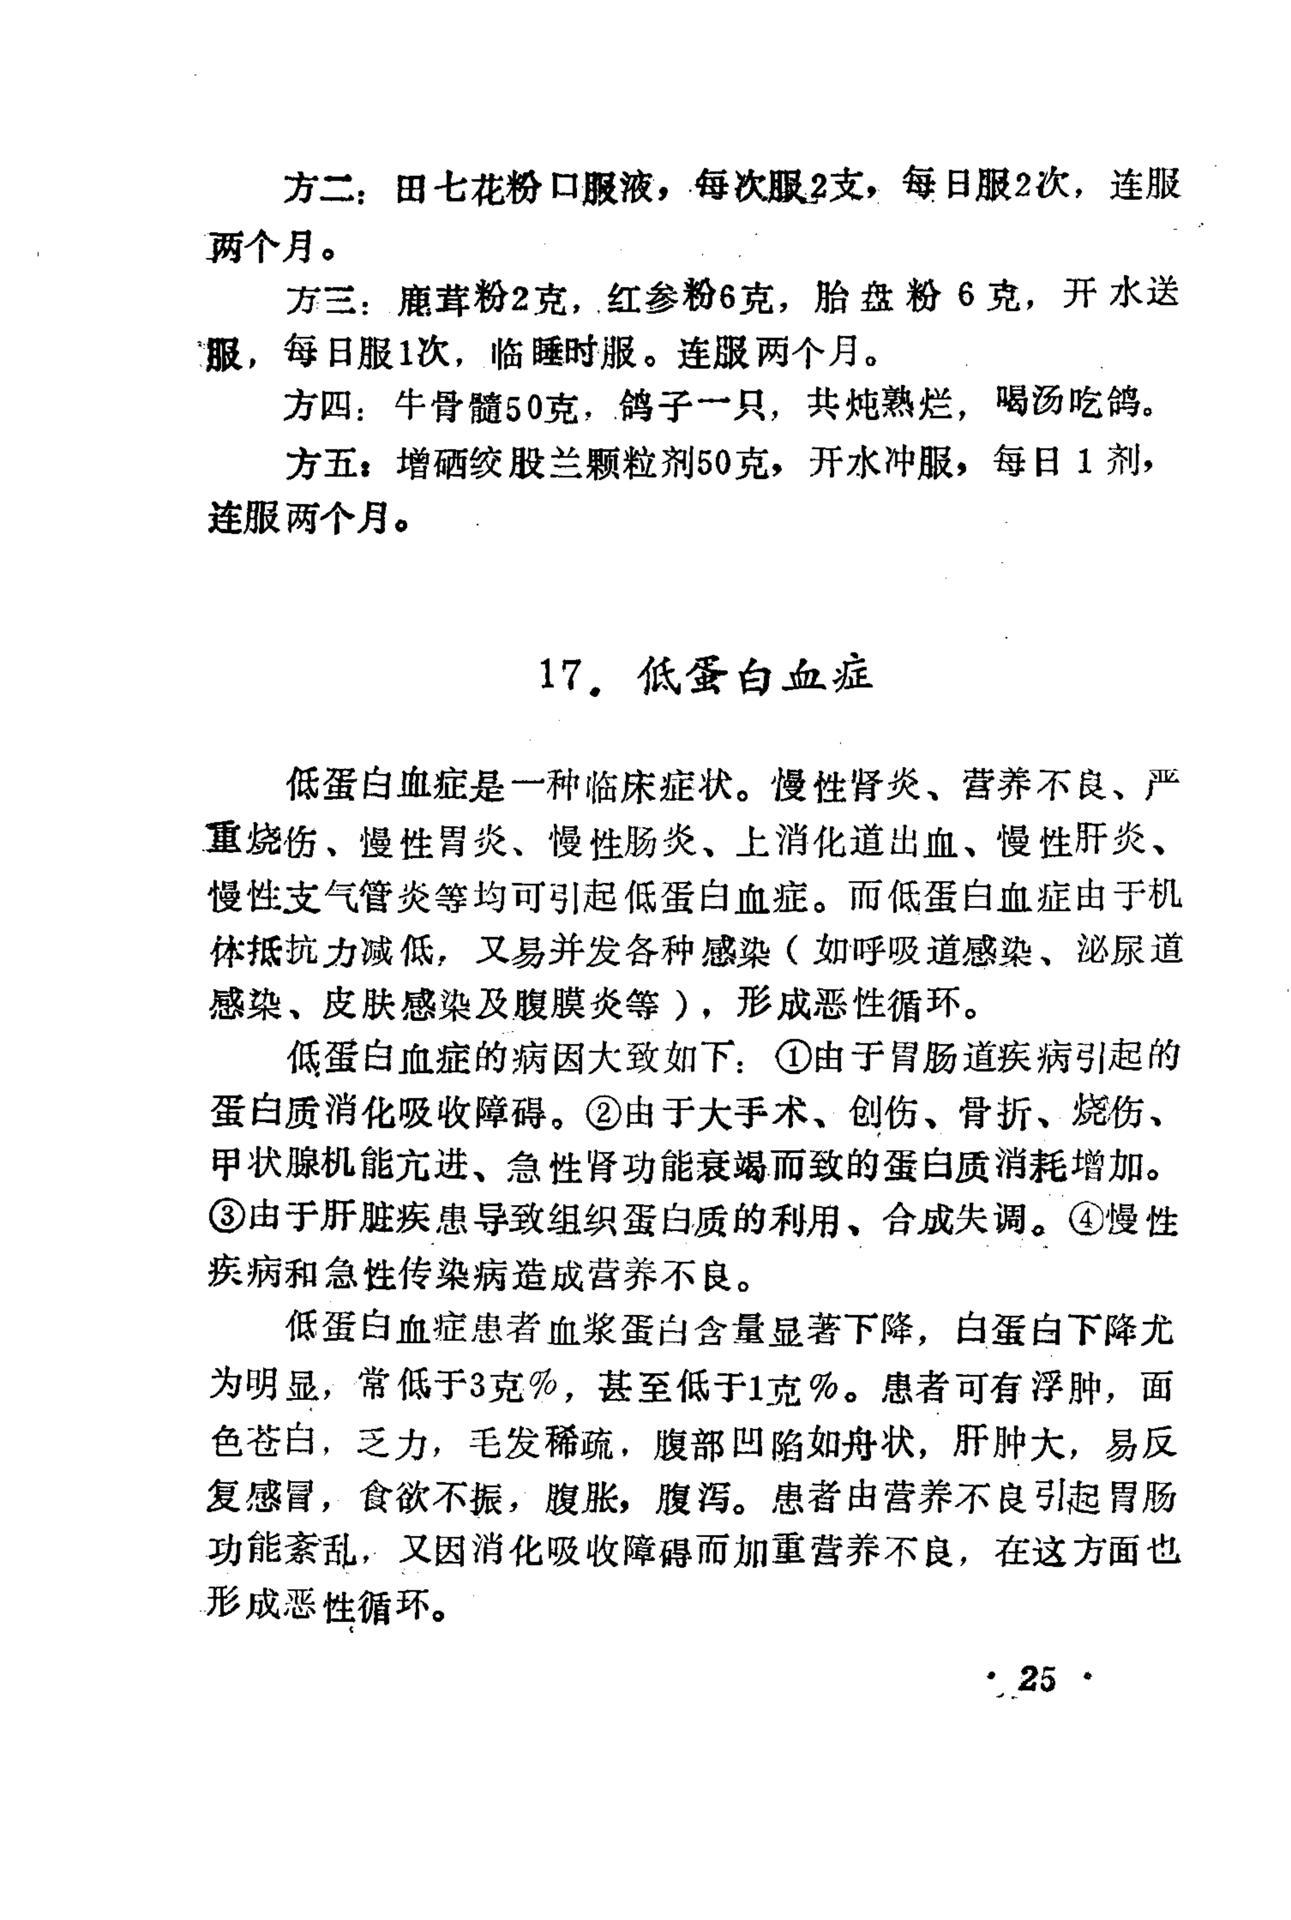 方二：田七花粉口服液，每次服2支，每日服2次，连服
两个月。
方三：鹿茸粉2克，红参粉6克，胎盘粉6克，开水送
服，每日服1次，临睡时服。连服两个月。
方四：牛骨髓50克，鸽子一只，共炖熟烂，喝汤吃鸽。
方五：增硒绞股兰颗粒剂50克，开水冲服，每日1剂，
连服两个月。
17．低蛋白血症
低蛋白血症是一种临床症状。慢性肾炎、营养不良、严
重烧伤、慢性胃炎、慢性肠炎、上消化道出血、慢性肝炎、
慢性支气管炎等均可引起低蛋白血症。而低蛋白血症由于机
体抵抗力减低，又易并发各种感染（如呼吸道感染、泌尿道
感染、皮肤感染及腹膜炎等），形成恶性循环。
低蛋白血症的病因大致如下：①由于胃肠道疾病引起的
蛋白质消化吸收障碍。②由于大手术、创伤、骨折、烧伤、
甲状腺机能亢进、急性肾功能衰竭而致的蛋白质消耗增加。
③由于肝脏疾患导致组织蛋白质的利用、合成失调。④慢性
疾病和急性传染病造成营养不良。
低蛋白血症患者血浆蛋白含量显著下降，白蛋白下降尤
为明显，常低于3克％，甚至低于1克％。患者可有浮肿，面
色苍白，乏力，毛发稀疏，腹部凹陷如舟状，肝肿大，易反
复感冒，食欲不振，腹胀，腹泻。患者由营养不良引起胃肠
功能紊乱，又因消化吸收障碍而加重营养不良，在这方面也
形成恶性循环。
·25·